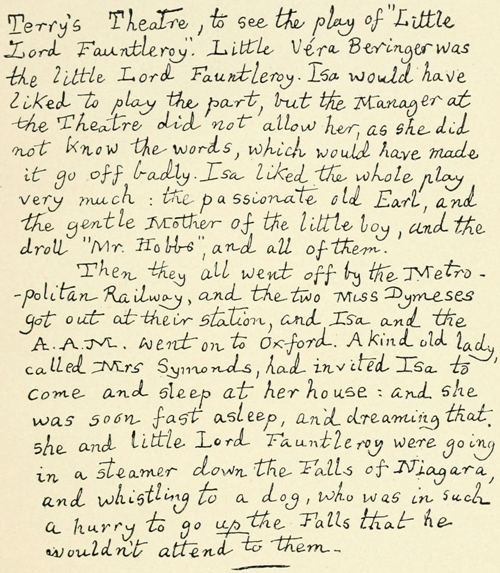 Terry's Theatre, to see the play of "Little
Lord Fauntleroy". Little Véra Beringer was
the little Lord Fauntleroy. Isa would have
liked to play the part, but the Manager at
the Theatre did not allow her, as she did
not know the words, which would have made
it go off badly. Isa liked the whole play
very much: the passionate old Earl, and
the gentle Mother of the little boy, and the
droll "Mr. Hobbs", and all of them.
Then they all went off by the Metro-
-politan Railway, and the two Miss Dymeses
got out at their station, and Isa and the
A.A.M. went on to Oxford. A kind old lady,
called Mrs Symonds, had invited Isa to
come and sleep at her house: and she
was soon fast asleep, and dreaming that
she and little Lord Fauntleroy were going
in a steamer down the Falls of Niagara,
and whistling to a dog, who was in such
a hurry to go up the Falls that he
wouldn't attend to them.